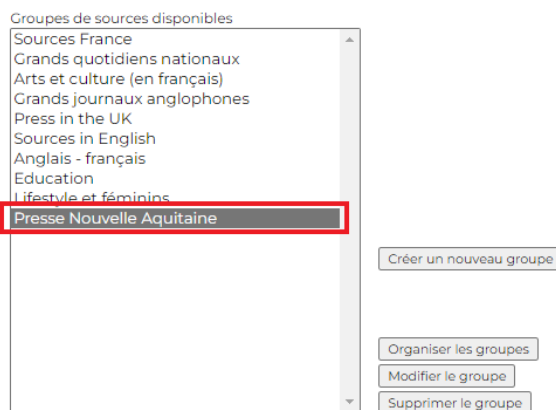 Groupes de sources disponibles
Sources France
Grands quotidiens nationaux
Arts et culture (en français)
Grands journaux anglophones
Press in the UK
Sources in English
Anglais - français
Education
Lifestyle et féminins
Presse Nouvelle Aquitaine
Créer un nouveau groupe
Organiser les groupes
Modifier le groupe
Supprimer le groupe